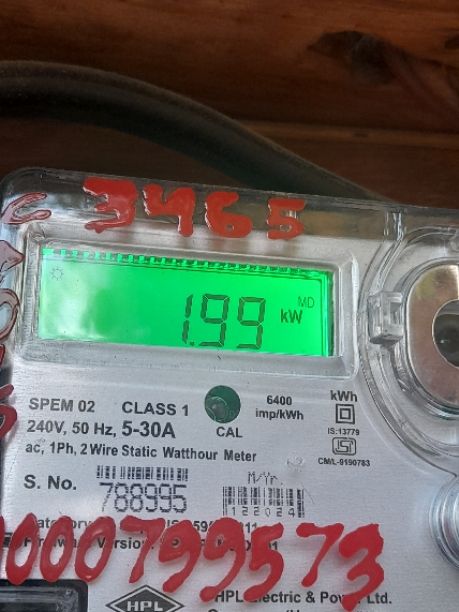 3465
MD
1.99 kW
SPEM 02 CLASS 1 6400 imp/kWh kWh
240V, 50 Hz, 5-30A CAL IS:13779
ac, 1Ph, 2 Wire Static Watthour Meter CM/L-9190783
S. No. 788995 M/Yr. 122024
000799573
HPL HPL Electric & Power Ltd.